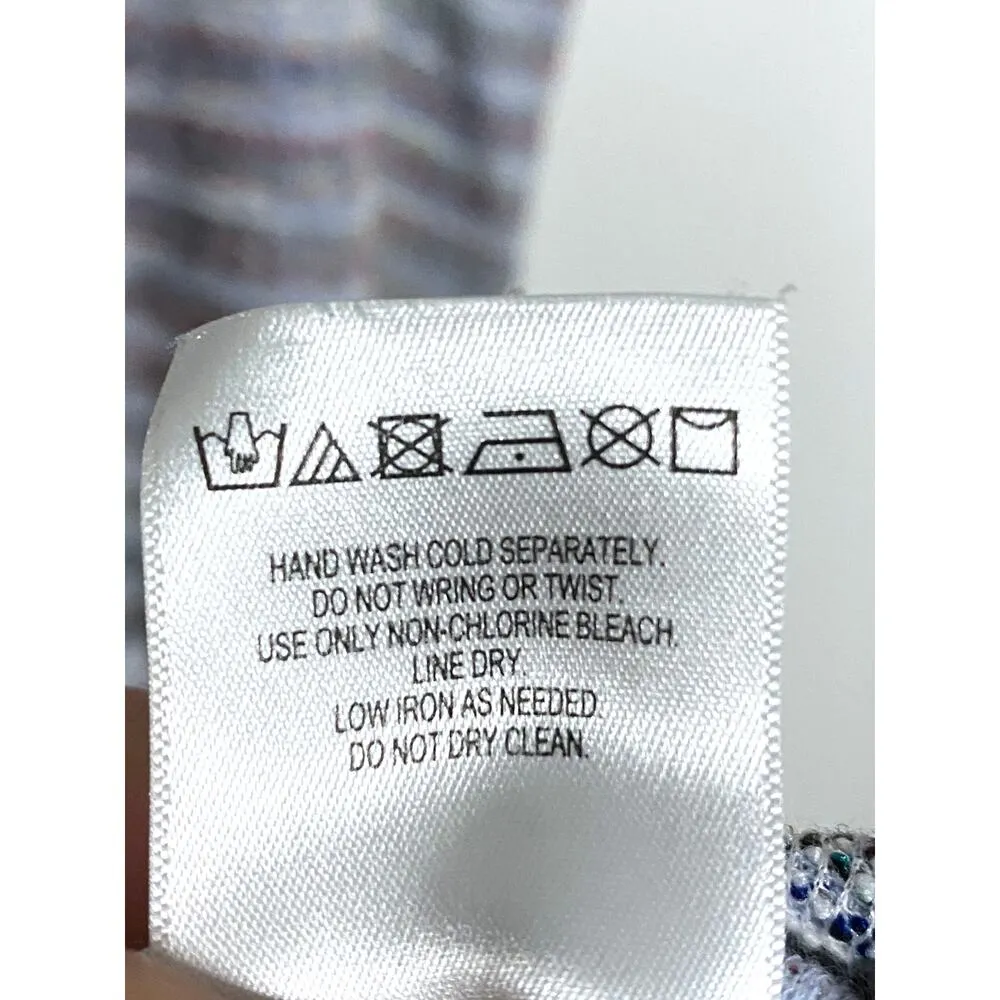 HAND WASH COLD SEPARATELY.
DO NOT WRING OR TWIST.
USE ONLY NON-CHLORINE BLEACH.
LINE DRY.
LOW IRON AS NEEDED.
DO NOT DRY CLEAN.